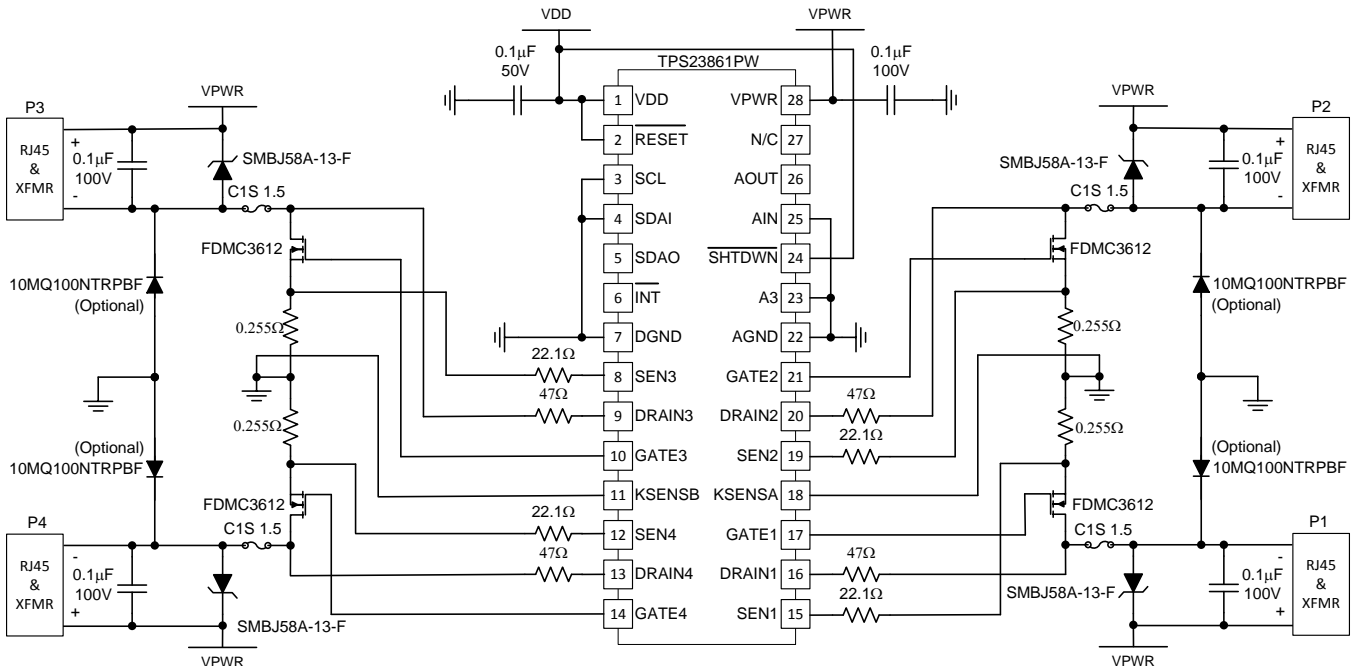 VDD
VPWR
0.1μF
50V
0.1μF
100V
TPS23861PW
1 VDD
2 RESET
3 SCL
4 SDAI
5 SDAO
6 INT
7 DGND
8 SEN3
9 DRAIN3
10 GATE3
11 KSENSB
12 SEN4
13 DRAIN4
14 GATE4
VPWR 28
N/C 27
AOUT 26
AIN 25
SHTDWN 24
A3 23
AGND 22
GATE2 21
DRAIN2 20
SEN2 19
KSENSA 18
GATE1 17
DRAIN1 16
SEN1 15
P3
RJ45
&
XFMR
+
-
0.1μF
100V
VPWR
SMBJ58A-13-F
C1S 1.5
FDMC3612
10MQ100NTRPBF
(Optional)
0.255Ω
22.1Ω
47Ω
0.255Ω
(Optional)
10MQ100NTRPBF
FDMC3612
C1S 1.5
22.1Ω
47Ω
P4
RJ45
&
XFMR
-
+
0.1μF
100V
SMBJ58A-13-F
VPWR
P2
RJ45
&
XFMR
+
-
0.1μF
100V
VPWR
SMBJ58A-13-F
C1S 1.5
FDMC3612
10MQ100NTRPBF
(Optional)
0.255Ω
47Ω
22.1Ω
0.255Ω
(Optional)
10MQ100NTRPBF
FDMC3612
C1S 1.5
47Ω
22.1Ω
P1
RJ45
&
XFMR
-
+
0.1μF
100V
SMBJ58A-13-F
VPWR